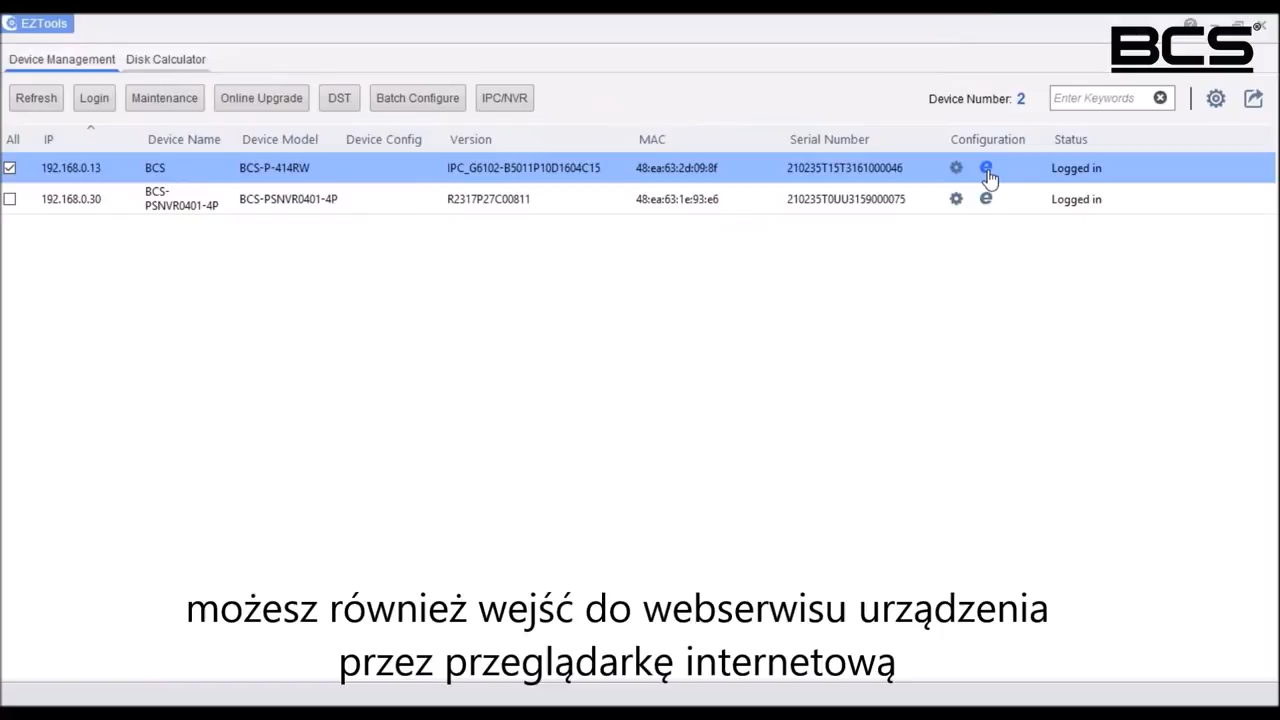 EZTools
BCS®
Device Management Disk Calculator
Refresh Login Maintenance Online Upgrade DST Batch Configure IPC/NVR Device Number: 2 Enter Keywords
All IP Device Name Device Model Device Config Version MAC Serial Number Configuration Status
192.168.0.13 BCS BCS-P-414RW IPC_G6102-B5011P10D1604C15 48:ea:63:2d:09:8f 210235T15T3161000046 Logged in
192.168.0.30 BCS-PSNVR0401-4P BCS-PSNVR0401-4P R2317P27C00811 48:ea:63:1e:93:e6 210235T0UU3159000075 Logged in
możesz również wejść do webserwisu urządzenia
przez przeglądarkę internetową